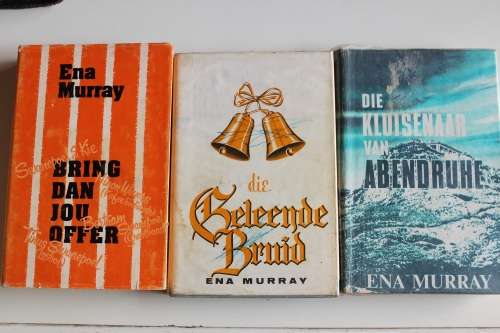 Ena
Murray
BRING
DAN
JOU
OFFER
die
Geleende
Bruid
ENA MURRAY
DIE
KLUISENAAR
VAN
ABENDRUHE
ENA MURRAY